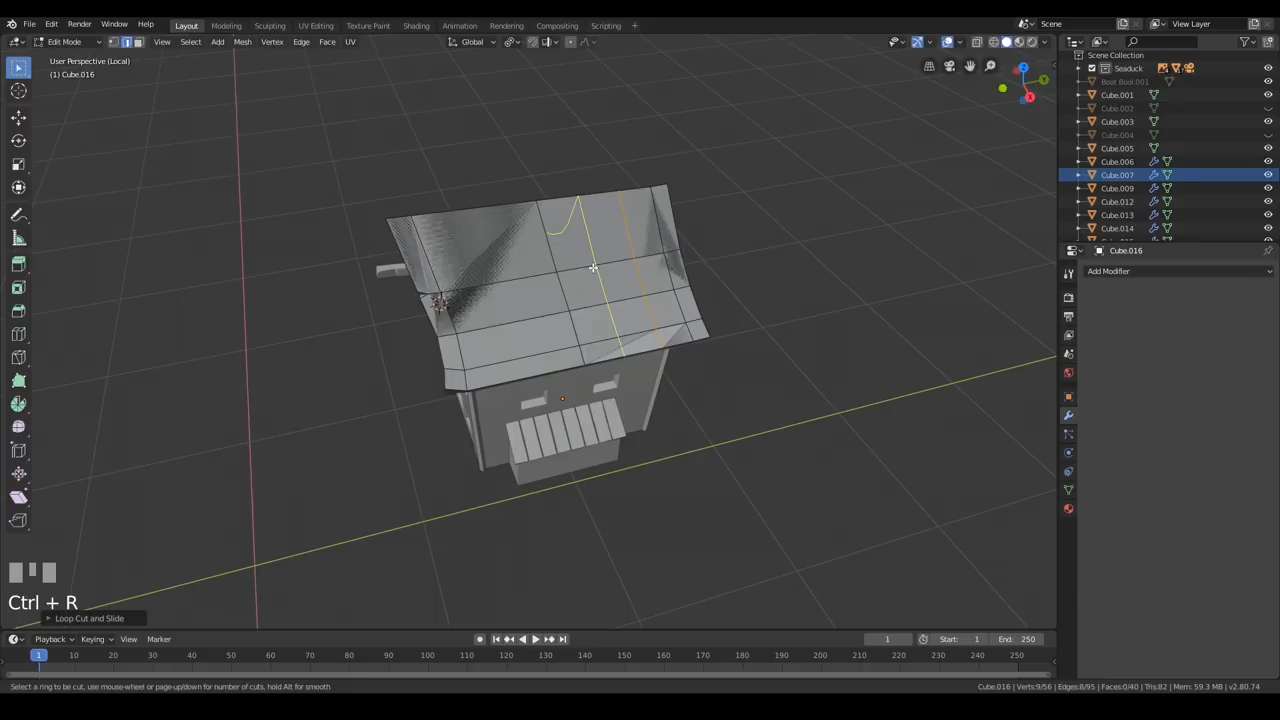 File Edit Render Window Help Layout Modeling Sculpting UV Editing Texture Paint Shading Animation Rendering Compositing Scripting + Scene View Layer
Edit Mode View Select Add Mesh Vertex Edge Face UV Global
User Perspective (Local)
(1) Cube.016
Scene Collection
Seaduck
Boat Bool.001
Cube.001
Cube.002
Cube.003
Cube.004
Cube.005
Cube.006
Cube.007
Cube.009
Cube.012
Cube.013
Cube.014
Cube.016
Add Modifier
X
Y
Z
Ctrl + R
Loop Cut and Slide
Playback Keying View Marker 1 Start: 1 End: 250
1 10 20 30 40 50 60 70 80 90 100 110 120 130 140 150 160 170 180 190 200 210 220 230 240 250
Select a ring to be cut, use mouse-wheel or page-up/down for number of cuts, hold Alt for smooth
Cube.016 | Verts:9/56 | Edges:8/95 | Faces:0/40 | Tris:82 | Mem: 59.3 MB | v2.80.74